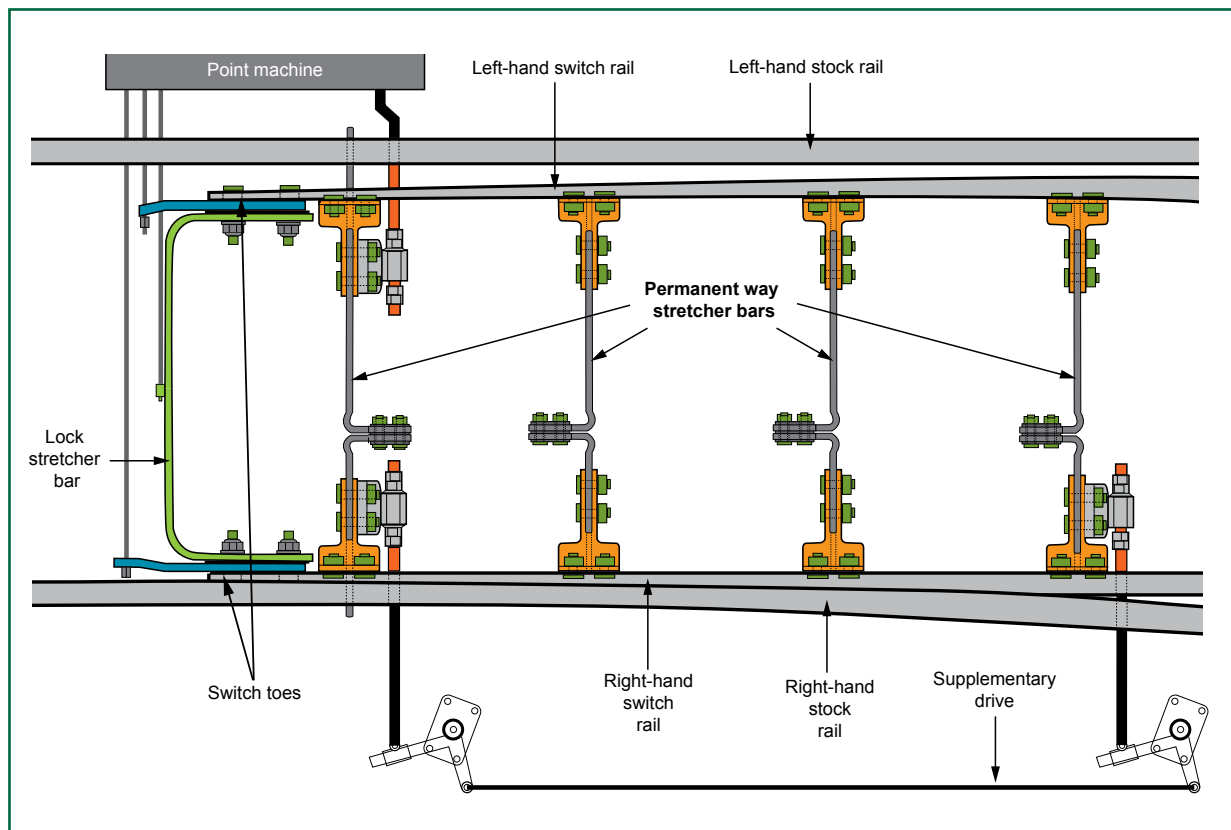 Point machine
Left-hand switch rail
Left-hand stock rail
Permanent way
stretcher bars
Lock
stretcher
bar
Switch toes
Right-hand
switch
rail
Right-hand
stock
rail
Supplementary
drive